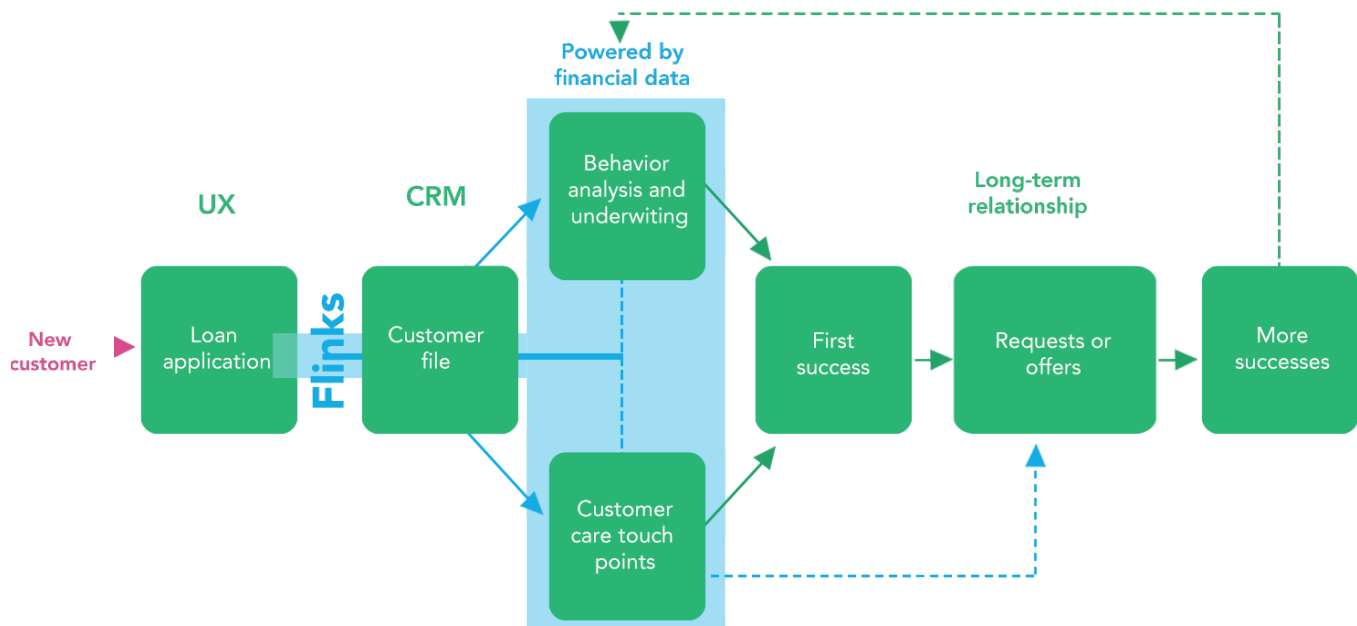 Powered by
financial data
Behavior
analysis and
underwiting
UX
CRM
Long-term
relationship
New
customer
Loan
application
Flinks
Customer
file
First
success
Requests or
offers
More
successes
Customer
care touch
points